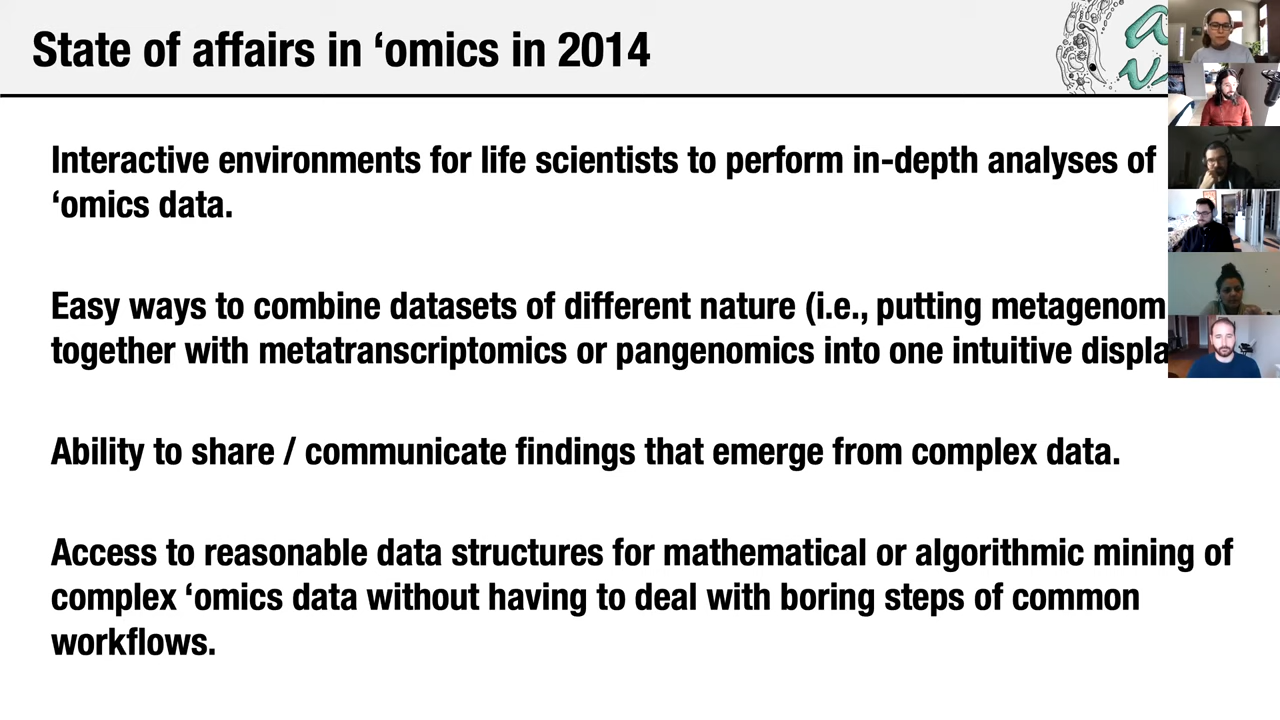 State of affairs in ‘omics in 2014
Interactive environments for life scientists to perform in-depth analyses of
‘omics data.
Easy ways to combine datasets of different nature (i.e., putting metagenom
together with metatranscriptomics or pangenomics into one intuitive displa
Ability to share / communicate findings that emerge from complex data.
Access to reasonable data structures for mathematical or algorithmic mining of
complex ‘omics data without having to deal with boring steps of common
workflows.